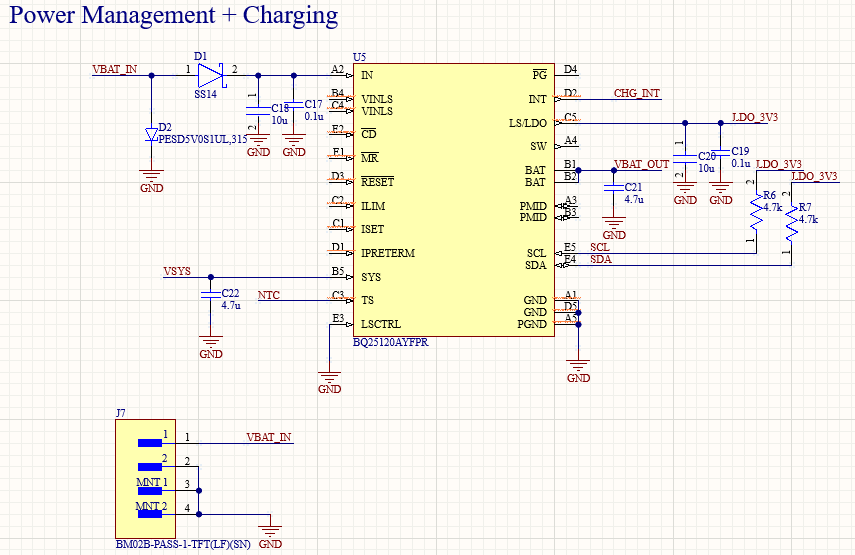 Power Management + Charging
U5
D1
VBAT_IN 1 2 A2 IN PG D4
SS14
B4 VINLS INT D2 CHG_INT
C4 VINLS
1 C18 10u 2
C17 0.1u
D2
PESD5V0S1UL,315
GND GND GND
CD LS/LDO C5 LDO_3V3
E1 MR SW A4
1 C20 10u 2
C19 0.1u
D3 RESET BAT B1 VBAT_OUT
BAT B2
LDO_3V3
LDO_3V3
C21 4.7u
GND GND GND
C2 ILIM PMID A3
PMID B3
2 R6 4.7k 1
2 R7 4.7k 1
C1 ISET
D1 IPRETERM SCL E5 SCL
SDA E4 SDA
VSYS B5 SYS
C22 4.7u
NTC C3 TS GND A1
GND D5
E3 LSCTRL PGND A5
BQ25120AYFPR
GND GND GND
J7
1 1 VBAT_IN
2 2
MNT 1 3
MNT 2 4
BM02B-PASS-1-TFT(LF)(SN) GND